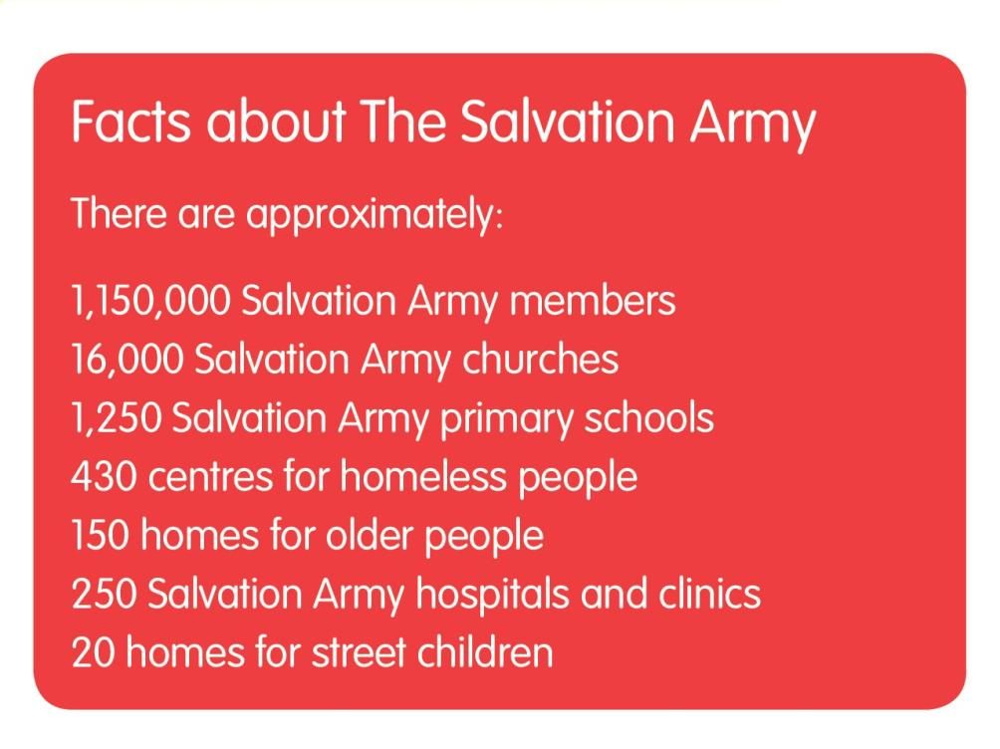 Facts about The Salvation Army
There are approximately:
1,150,000 Salvation Army members
16,000 Salvation Army churches
1,250 Salvation Army primary schools
430 centres for homeless people
150 homes for older people
250 Salvation Army hospitals and clinics
20 homes for street children